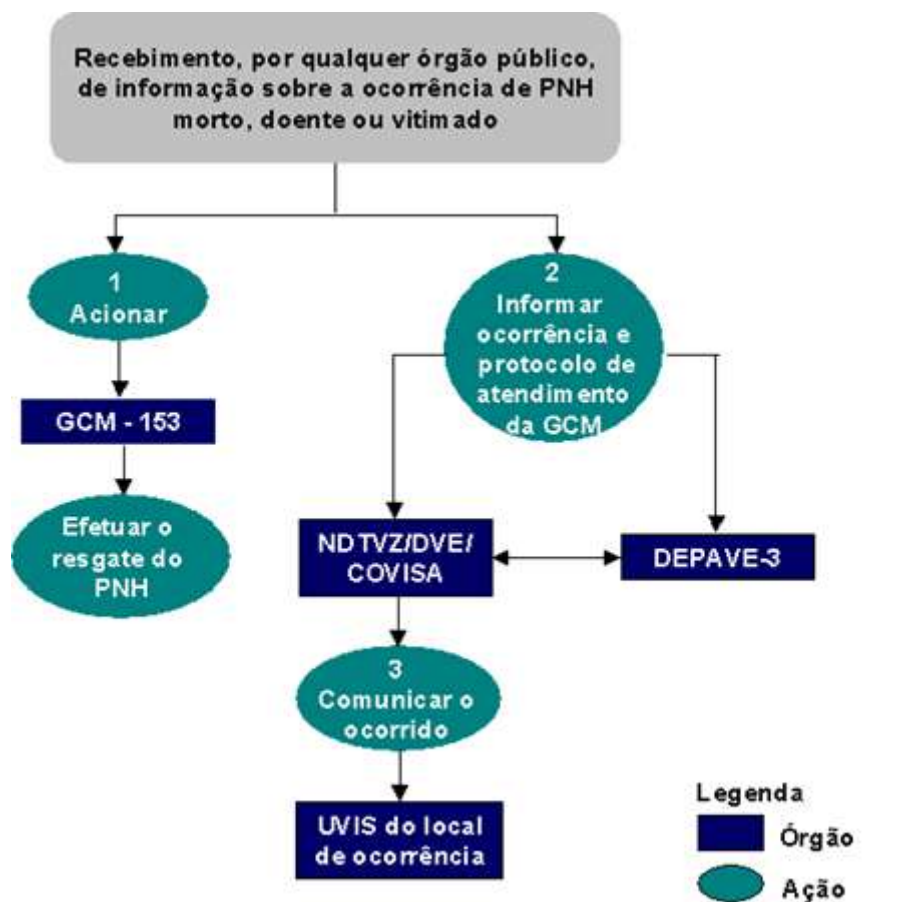 Recebimento, por qualquer órgão público,
de informação sobre a ocorrência de PNH
morto, doente ou vitimado
1
Acionar
GCM - 153
Efetuar o
resgate do
PNH
2
Informar
ocorrência e
protocolo de
atendimento
da GCM
NDTVZ/DVE/
COVISA
DEPAVE-3
3
Comunicar o
ocorrido
UVIS do local
de ocorrência
Legenda
Órgão
Ação